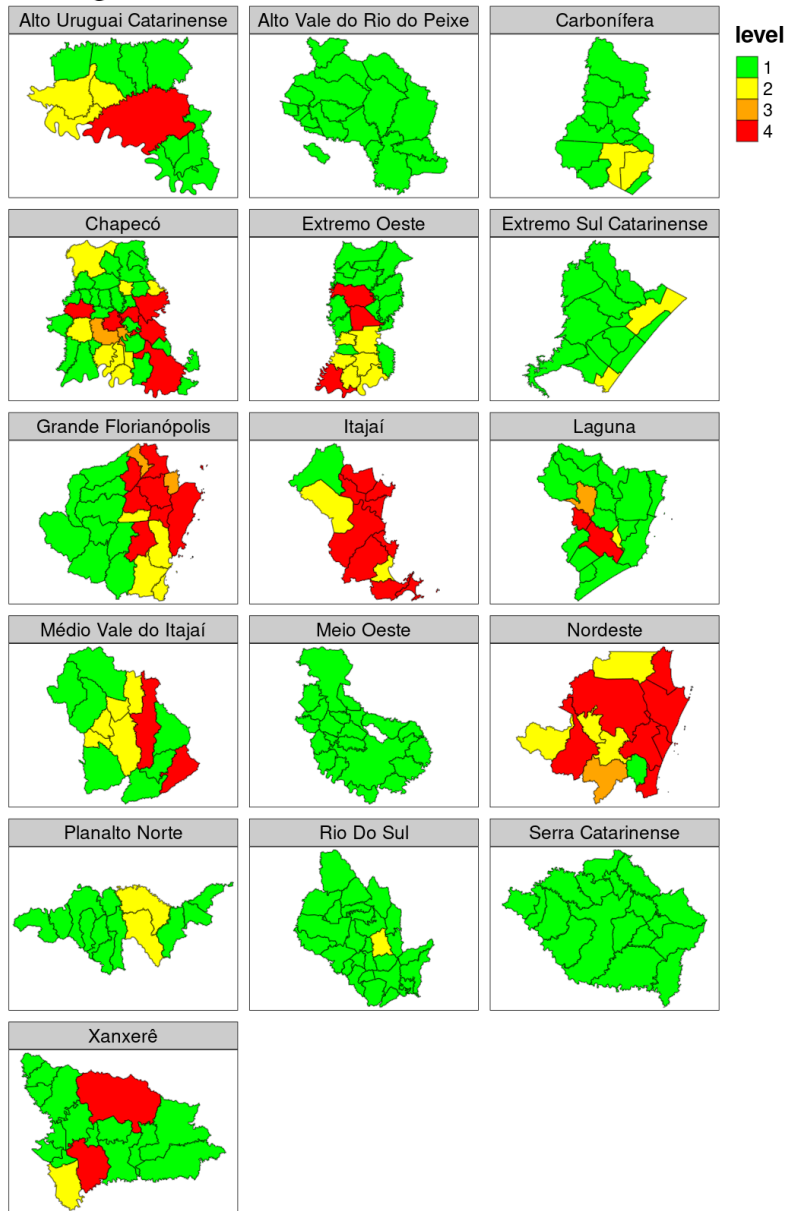 Alto Uruguai Catarinense
Alto Vale do Rio do Peixe
Carbonífera
level
1
2
3
4
Chapecó
Extremo Oeste
Extremo Sul Catarinense
Grande Florianópolis
Itajaí
Laguna
Médio Vale do Itajaí
Meio Oeste
Nordeste
Planalto Norte
Rio Do Sul
Serra Catarinense
Xanxerê